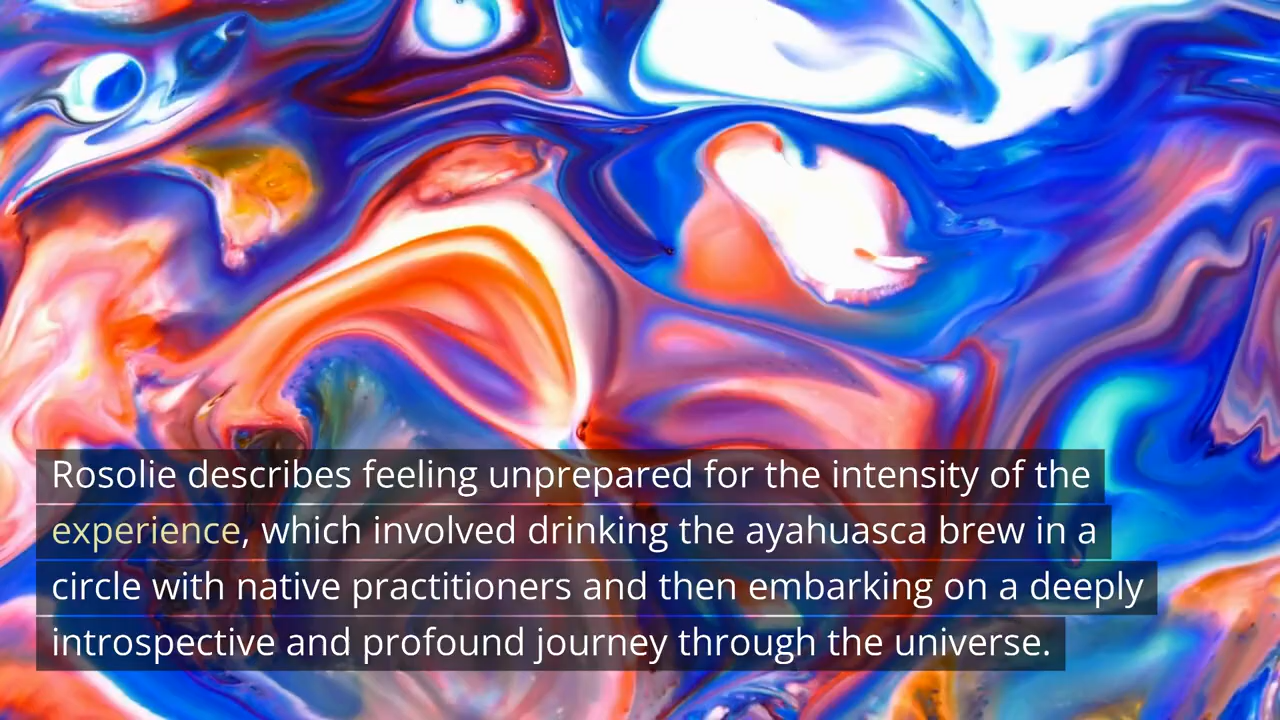 Rosolie describes feeling unprepared for the intensity of the
experience, which involved drinking the ayahuasca brew in a
circle with native practitioners and then embarking on a deeply
introspective and profound journey through the universe.